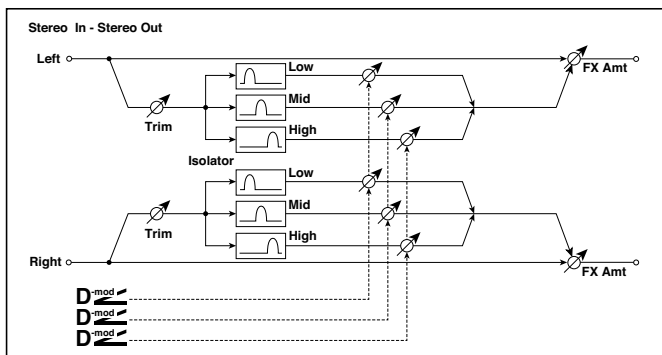 Stereo In - Stereo Out
Left
Low
FX Amt
Mid
Trim
High
Isolator
Low
Mid
Trim
High
Right
FX Amt
D-mod
D-mod
D-mod